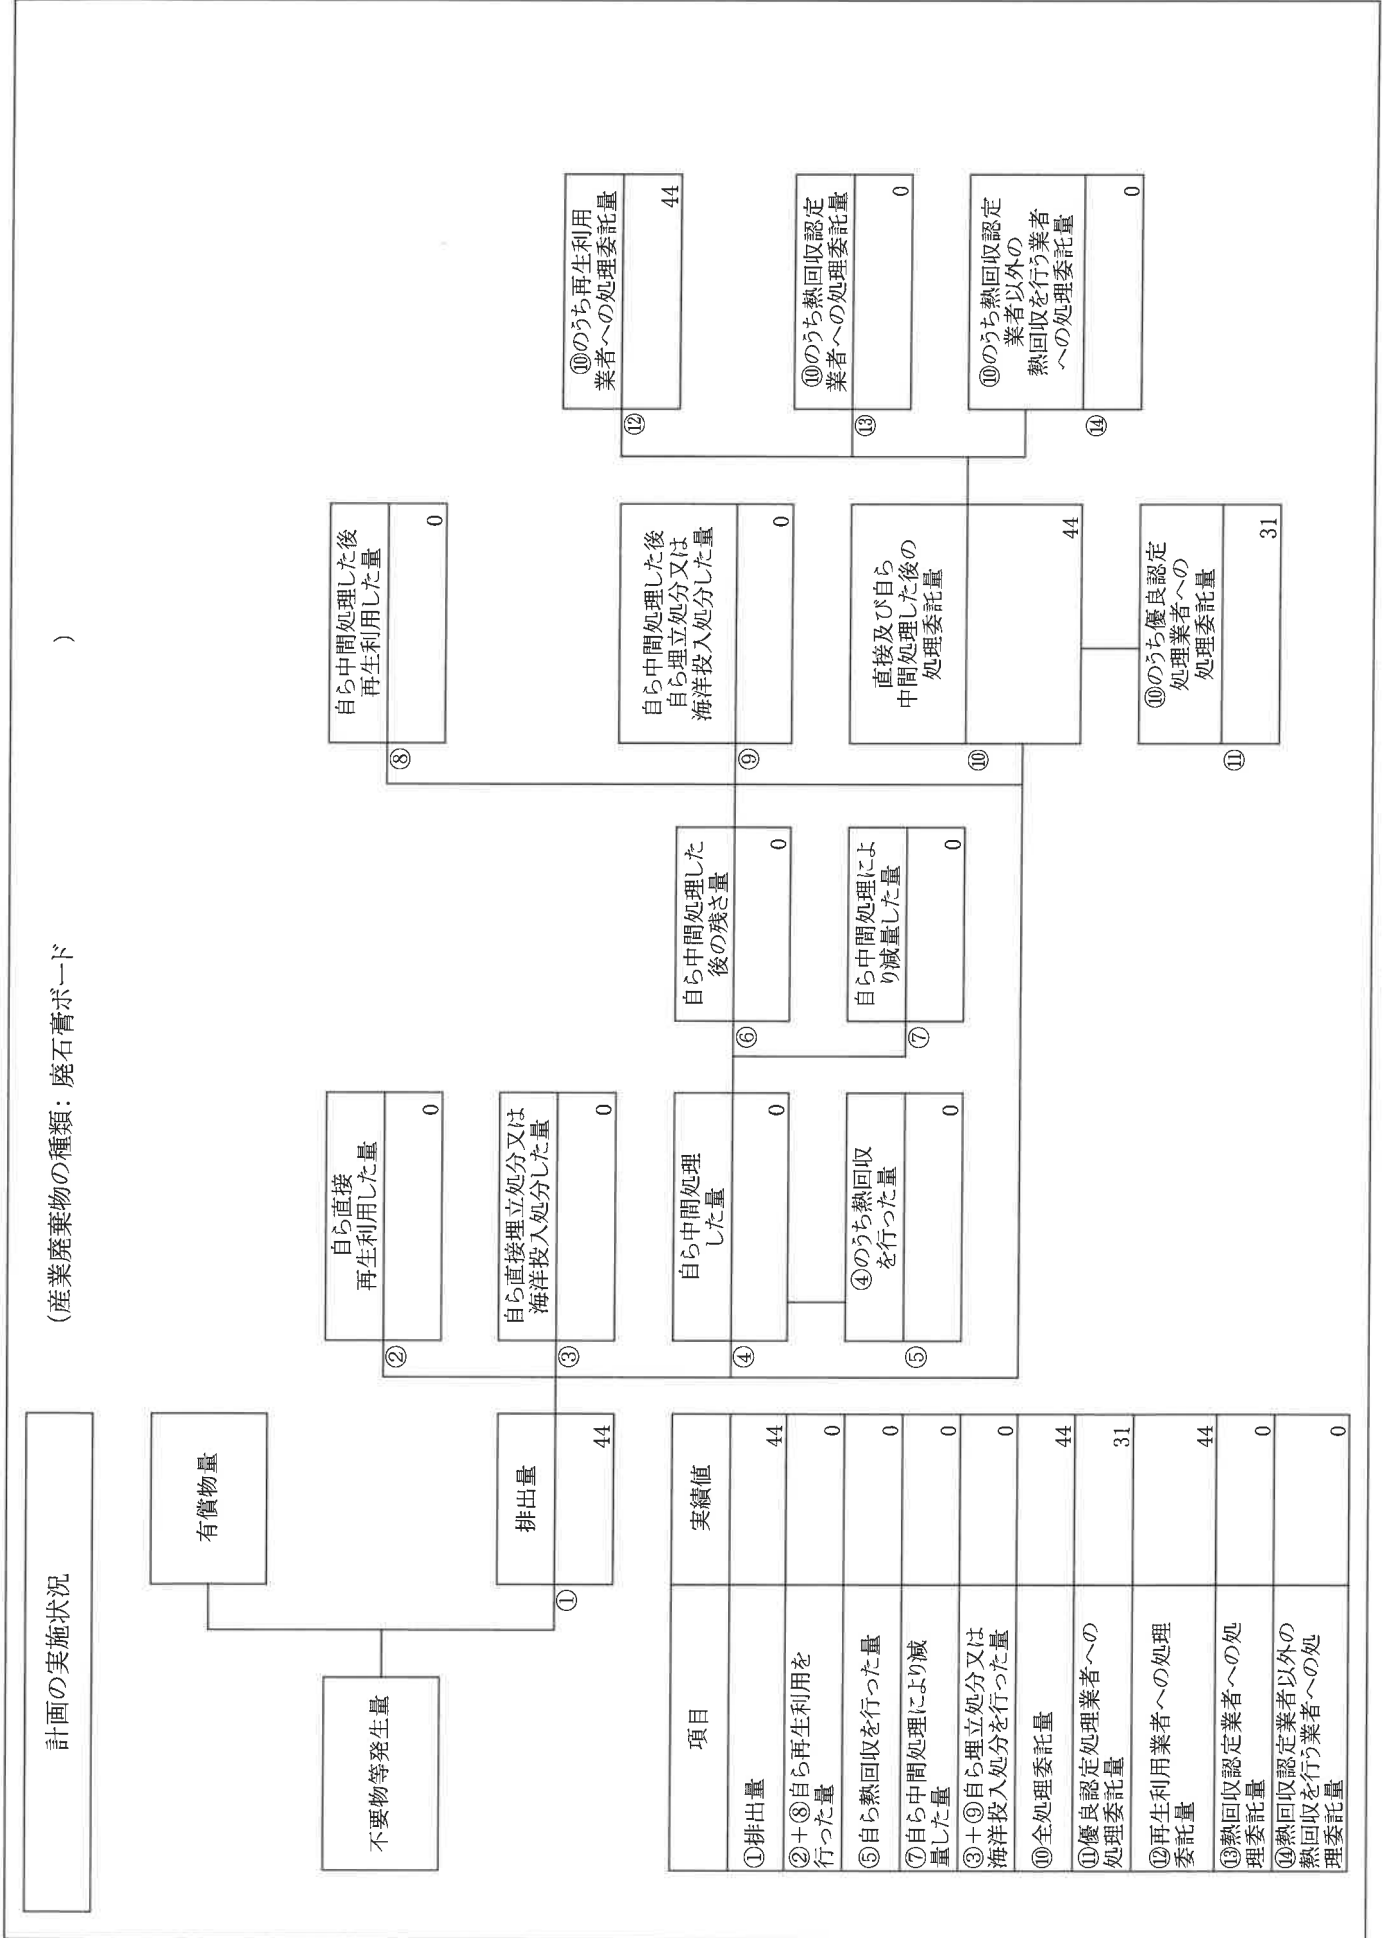 計画の実施状況
(産業廃棄物の種類: 廃石膏ボード
)
不要物等発生量
有償物量
①
排出量
44
②
自ら直接
再生利用した量
0
③
自ら直接埋立処分又は
海洋投入処分した量
0
④
自ら中間処理
した量
0
⑤
④のうち熱回収
を行った量
0
⑥
自ら中間処理した
後の残さ量
0
⑦
自ら中間処理によ
り減量した量
0
⑧
自ら中間処理した後
再生利用した量
0
⑨
自ら中間処理した後
自ら埋立処分又は
海洋投入処分した量
0
⑩
直接及び自ら
中間処理した後の
処理委託量
44
⑪
⑩のうち優良認定
処理業者への
処理委託量
31
⑫
⑩のうち再生利用
業者への処理委託量
44
⑬
⑩のうち熱回収認定
業者への処理委託量
0
⑭
⑩のうち熱回収認定
業者以外の
熱回収を行う業者
への処理委託量
0
項目
実績値
①排出量
44
②+⑧自ら再生利用を
行った量
0
⑤自ら熱回収を行った量
0
⑦自ら中間処理により減
量した量
0
③+⑨自ら埋立処分又は
海洋投入処分を行った量
0
⑩全処理委託量
44
⑪優良認定処理業者への
処理委託量
31
⑫再生利用業者への処理
委託量
44
⑬熱回収認定業者への処
理委託量
0
⑭熱回収認定業者以外の
熱回収を行う業者への処
理委託量
0